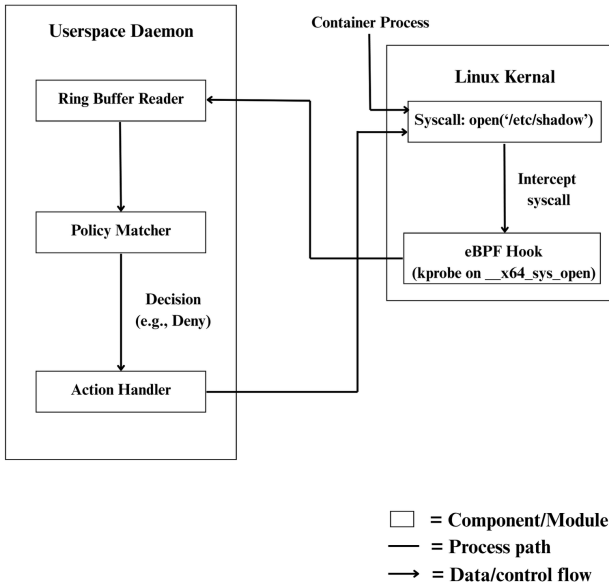 Userspace Daemon
Ring Buffer Reader
Policy Matcher
Decision
(e.g., Deny)
Action Handler
Container Process
Linux Kernal
Syscall: open(‘/etc/shadow’)
Intercept
syscall
eBPF Hook
(kprobe on __x64_sys_open)
= Component/Module
= Process path
= Data/control flow